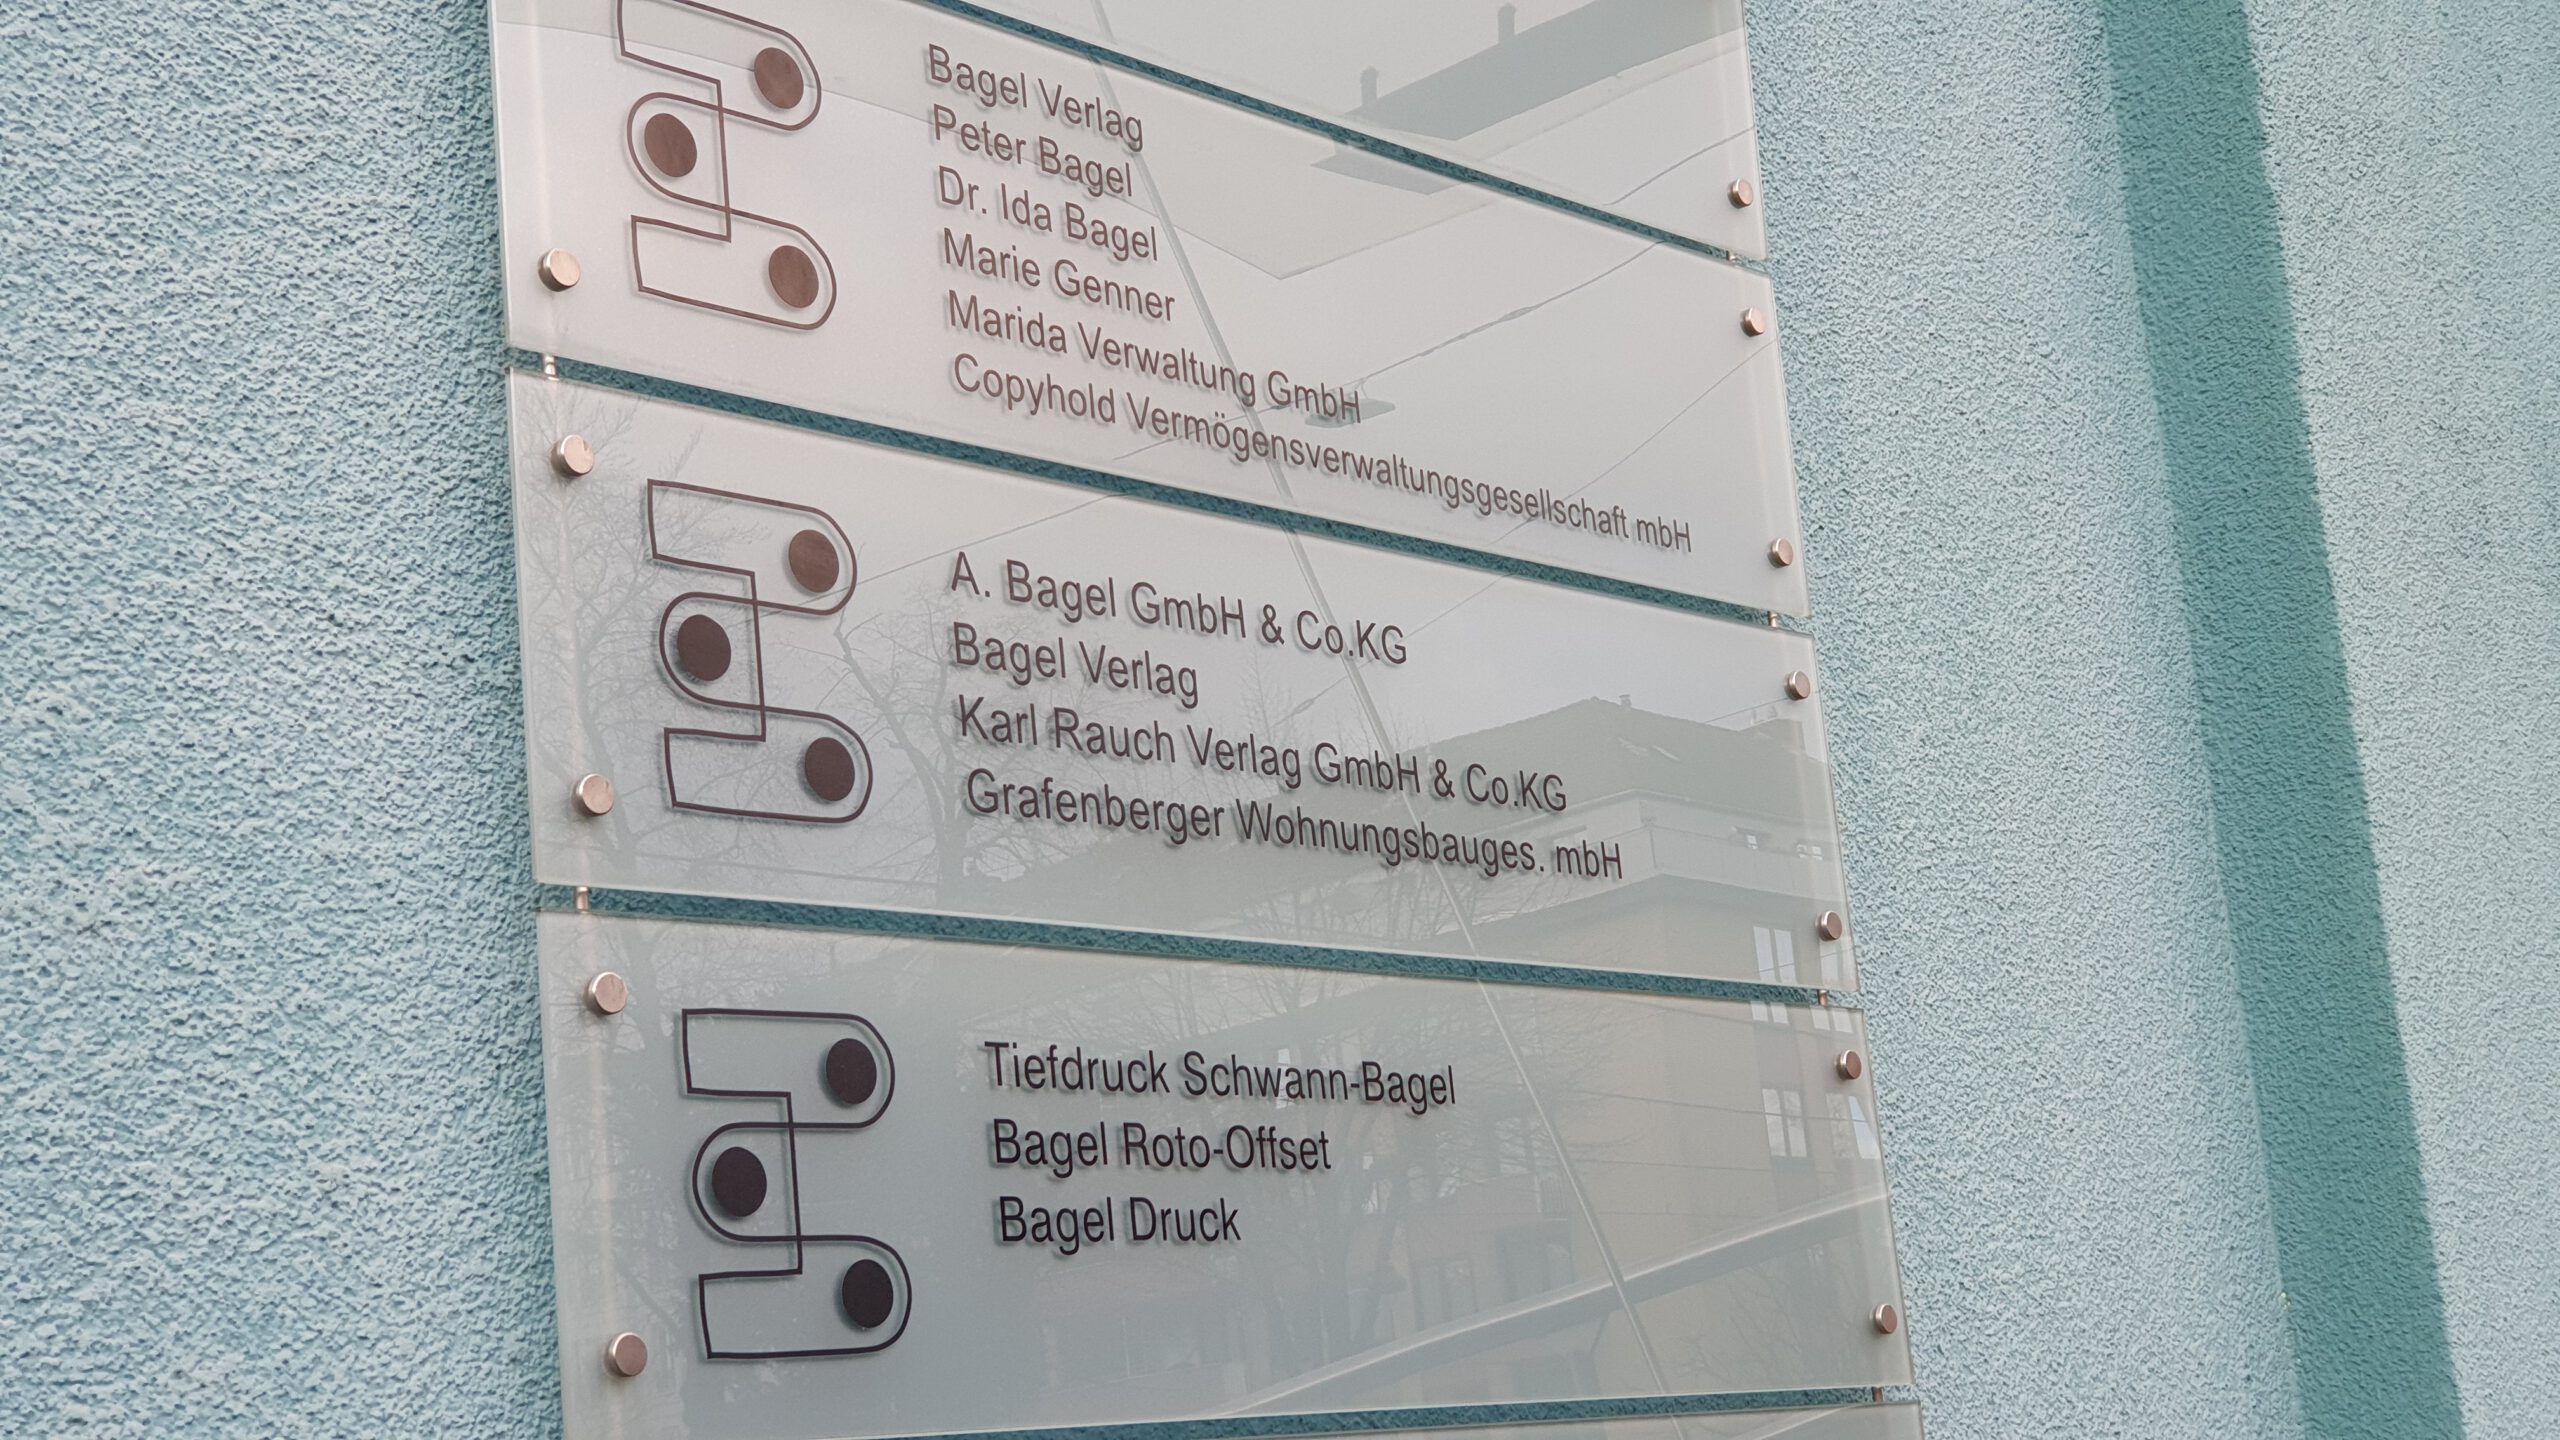 Bagel Verlag
Peter Bagel
Dr. Ida Bagel
Marie Genner
Marida Verwaltung GmbH
Copyhold Vermögensverwaltungsgesellschaft mbH
A. Bagel GmbH & Co.KG
Bagel Verlag
Karl Rauch Verlag GmbH & Co.KG
Grafenberger Wohnungsbauges. mbH
Tiefdruck Schwann-Bagel
Bagel Roto-Offset
Bagel Druck